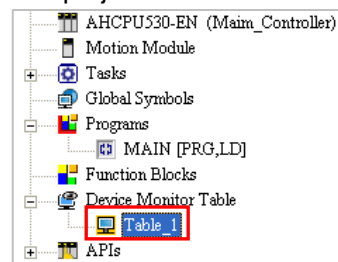 AHCPU530-EN (Maim_Controller)
Motion Module
Tasks
Global Symbols
Programs
MAIN [PRG,LD]
Function Blocks
Device Monitor Table
Table_1
APIs